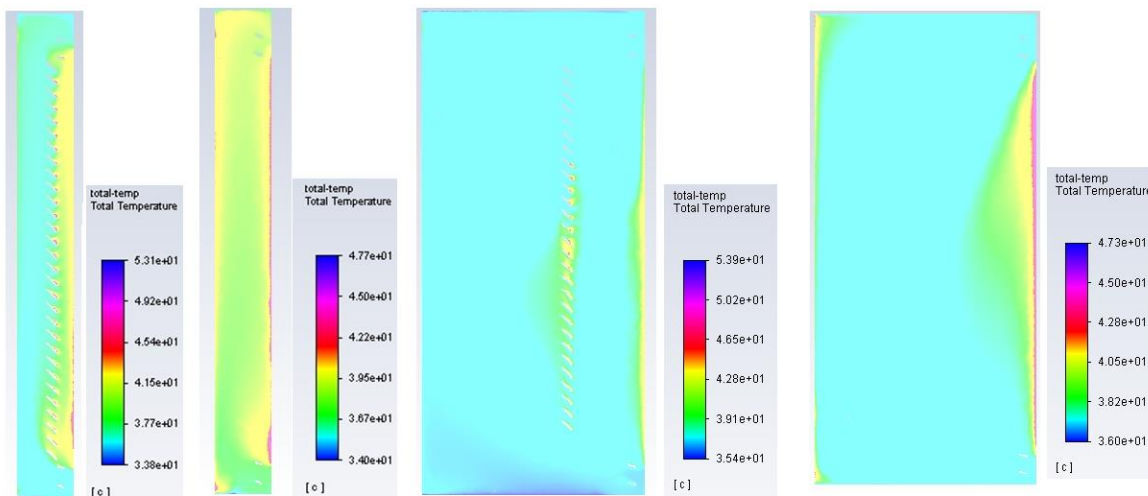 total-temp
Total Temperature
5.31e+01
4.92e+01
4.54e+01
4.15e+01
3.77e+01
3.38e+01
[ c ]
total-temp
Total Temperature
4.77e+01
4.50e+01
4.22e+01
3.95e+01
3.67e+01
3.40e+01
[ c ]
total-temp
Total Temperature
5.39e+01
5.02e+01
4.65e+01
4.28e+01
3.91e+01
3.54e+01
[ c ]
total-temp
Total Temperature
4.73e+01
4.50e+01
4.28e+01
4.05e+01
3.82e+01
3.60e+01
[ c ]